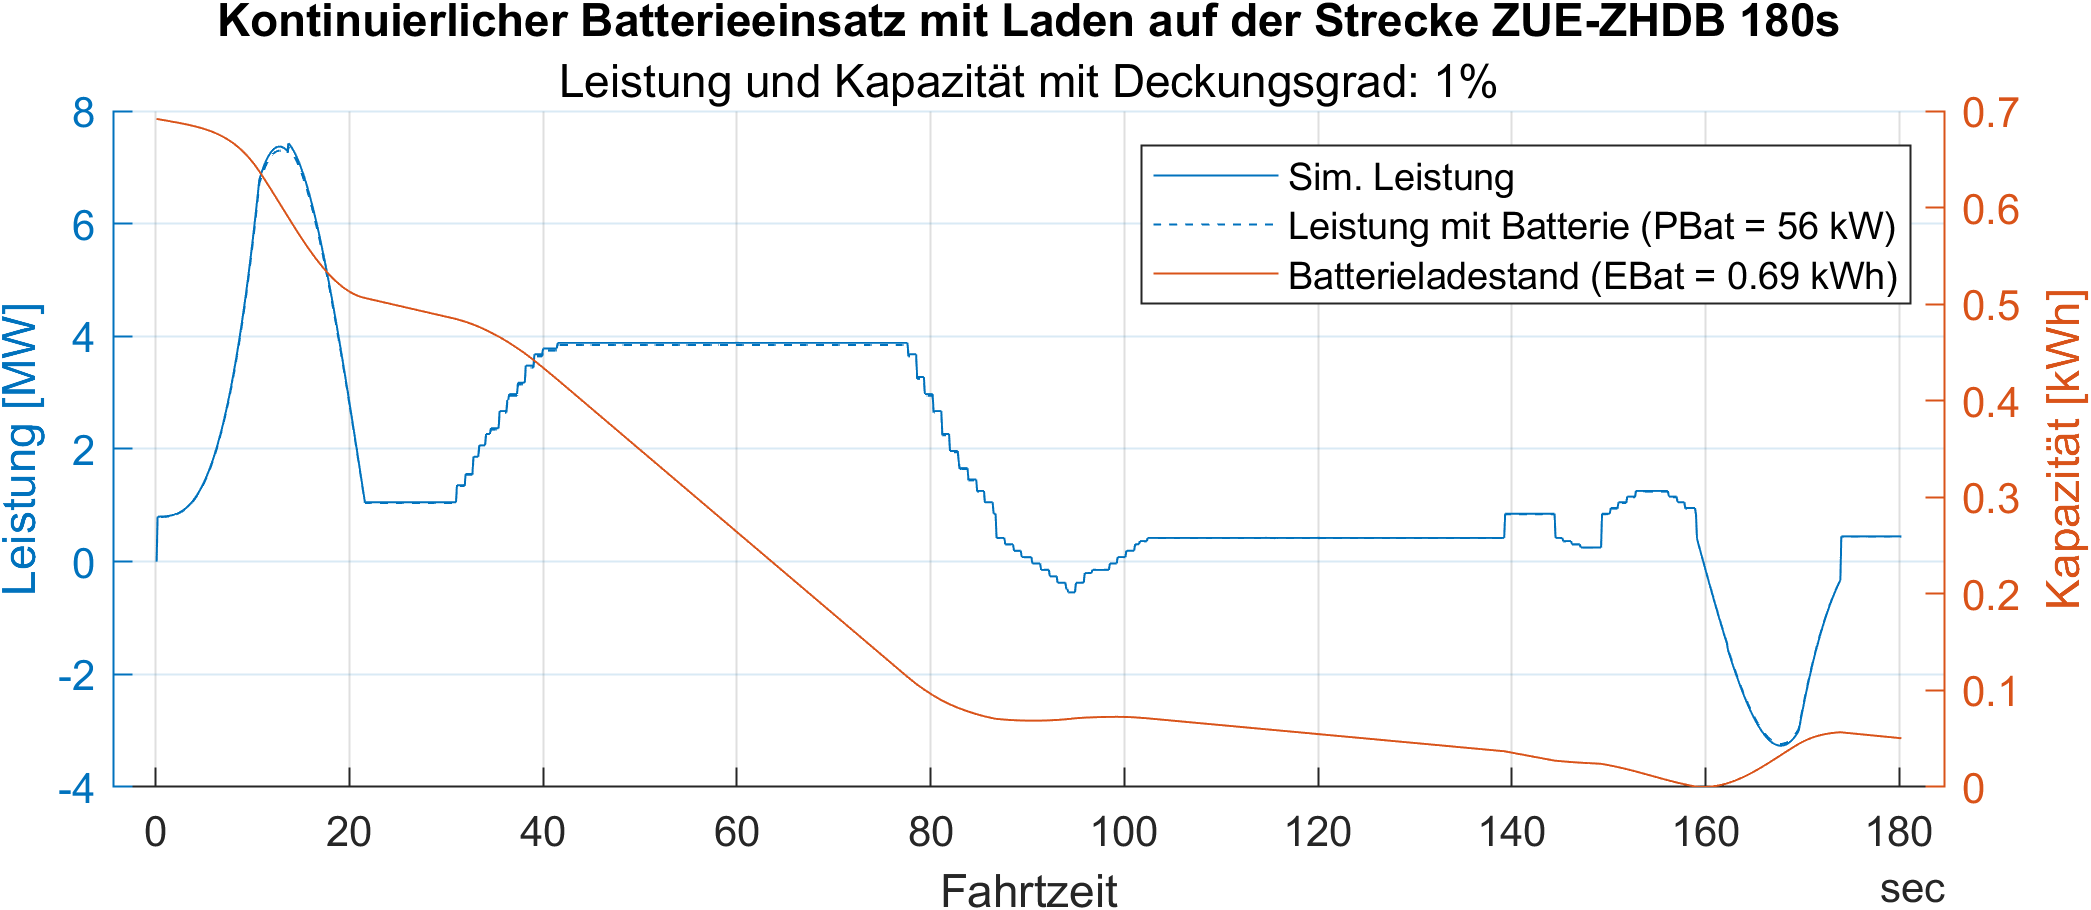 Kontinuierlicher Batterieeinsatz mit Laden auf der Strecke ZUE-ZHDB 180s
Leistung und Kapazität mit Deckungsgrad: 1%
8
6
4
2
0
-2
-4
Leistung [MW]
Sim. Leistung
Leistung mit Batterie (PBat = 56 kW)
Batterieladestand (EBat = 0.69 kWh)
0.7
0.6
0.5
0.4
0.3
0.2
0.1
0
Kapazität [kWh]
0 20 40 60 80 100 120 140 160 180
Fahrtzeit
sec